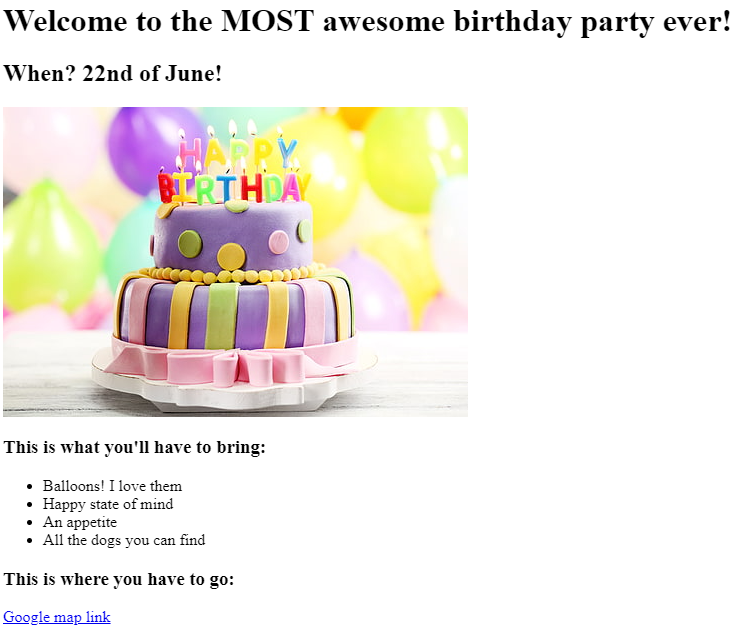 Welcome to the MOST awesome birthday party ever!
When? 22nd of June!
HAPPY
BIRTHDAY
This is what you'll have to bring:
Balloons! I love them
Happy state of mind
An appetite
All the dogs you can find
This is where you have to go:
Google map link